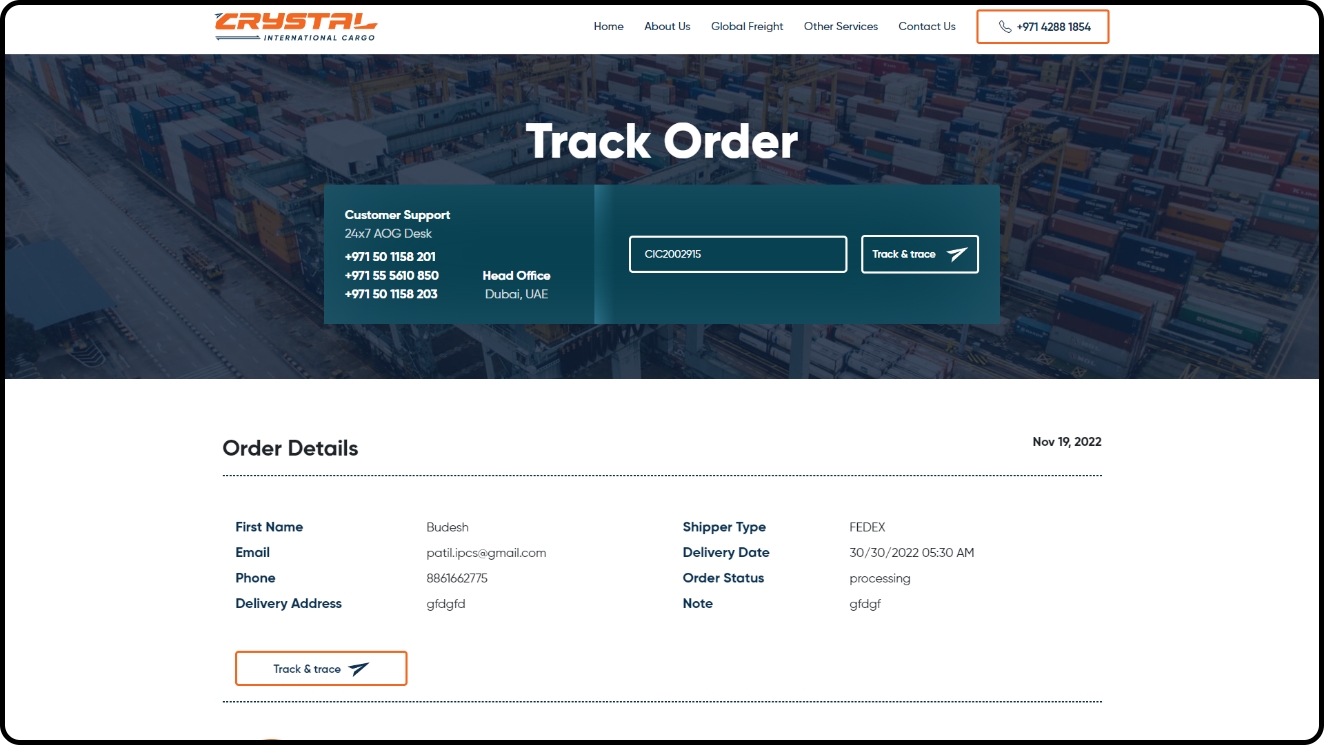 CRYSTAL
INTERNATIONAL CARGO
Home About Us Global Freight Other Services Contact Us +971 4288 1854
Track Order
Customer Support
24x7 AOG Desk
+971 50 1158 201
+971 55 5610 850
+971 50 1158 203
Head Office
Dubai, UAE
CIC2002915
Track & trace
Order Details
Nov 19, 2022
First Name Budesh
Email patil.ipcs@gmail.com
Phone 8861662775
Delivery Address gfdgfd
Shipper Type FEDEX
Delivery Date 30/30/2022 05:30 AM
Order Status processing
Note gfdgf
Track & trace